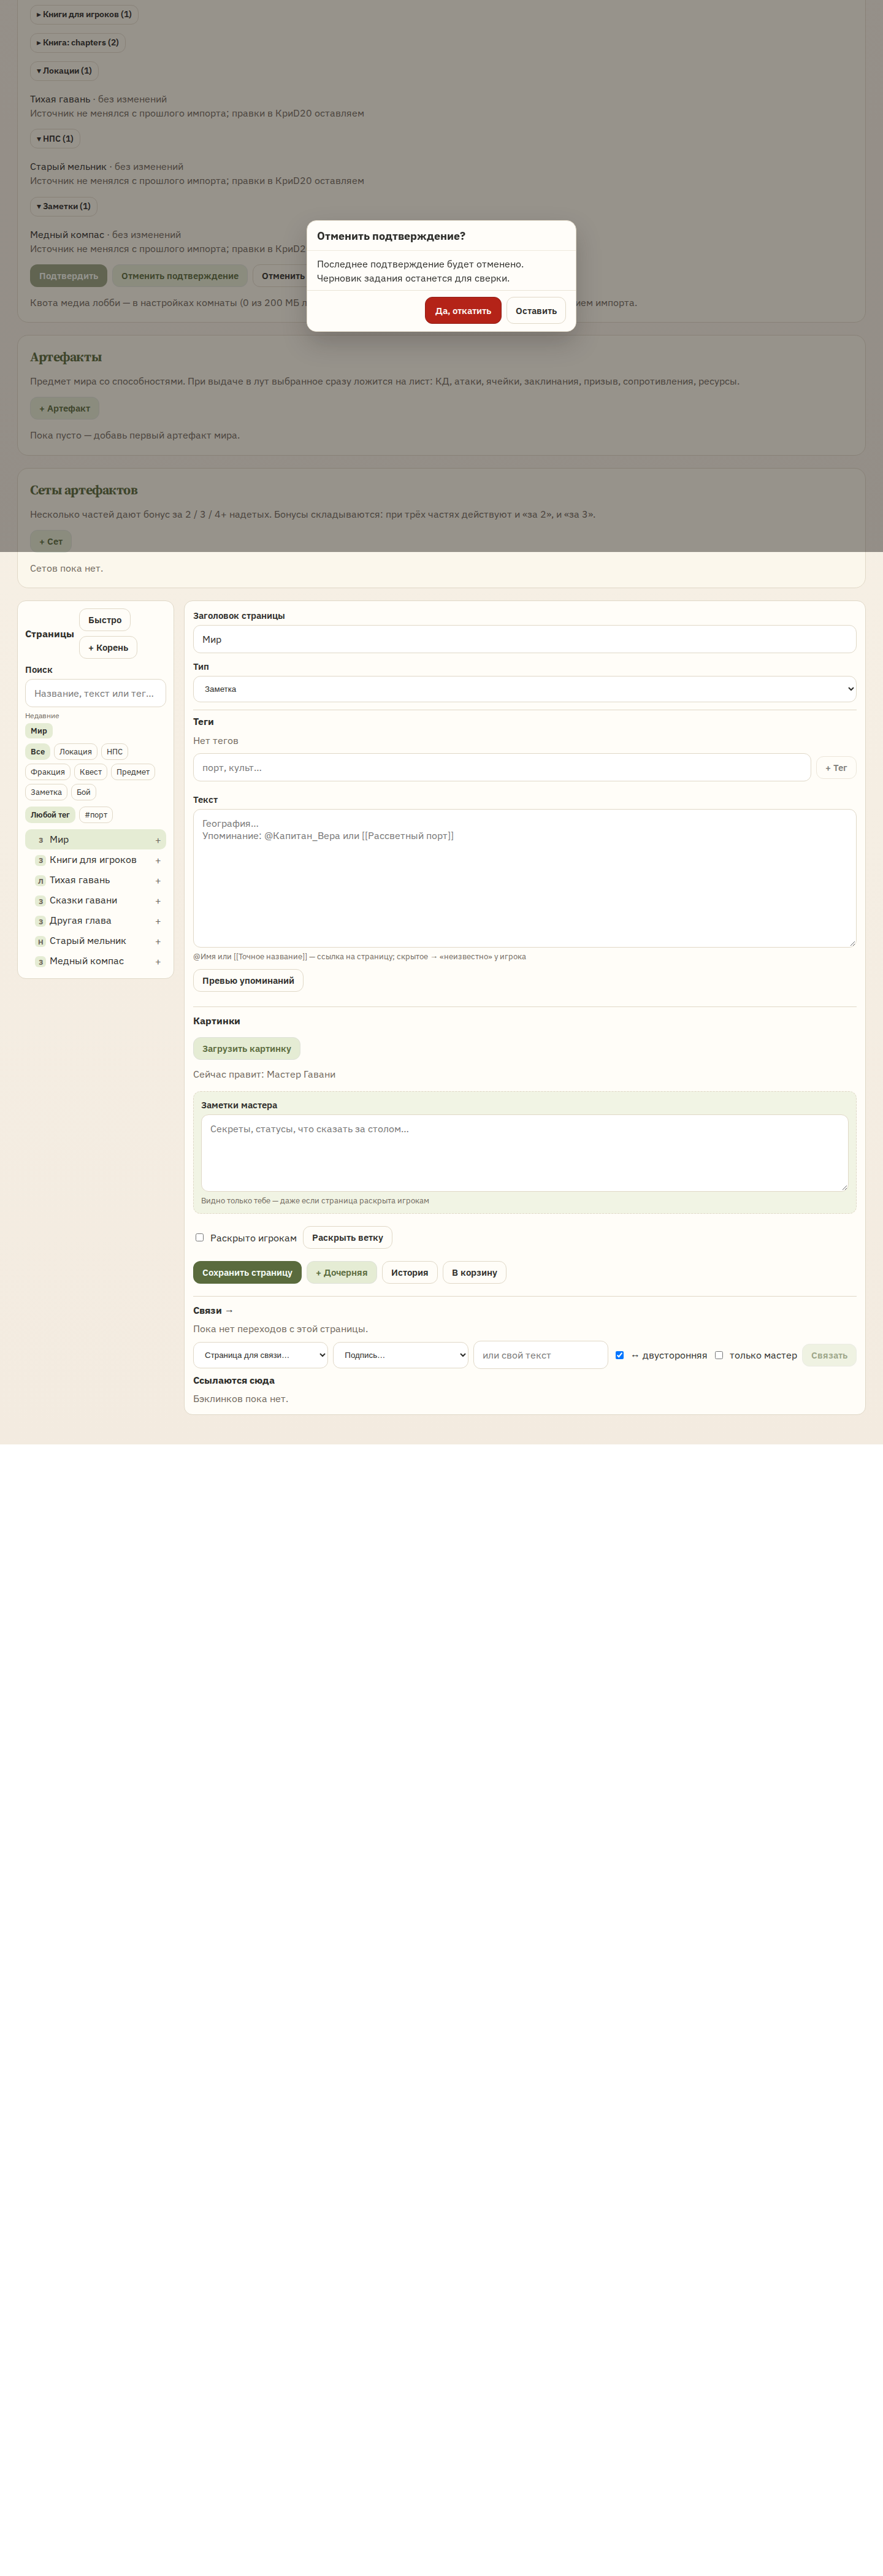 ▸ Книги для игроков (1)
▸ Книга: chapters (2)
▾ Локации (1)
Тихая гавань · без изменений
Источник не менялся с прошлого импорта; правки в КриD20 оставляем
▾ НПС (1)
Старый мельник · без изменений
Источник не менялся с прошлого импорта; правки в КриD20 оставляем
▾ Заметки (1)
Медный компас · без изменений
Источник не менялся с прошлого импорта; правки в КриD2
Подтвердить
Отменить подтверждение
Отменить
Квота медиа лобби — в настройках комнаты (0 из 200 МБ
ием импорта.
Отменить подтверждение?
Последнее подтверждение будет отменено.
Черновик задания останется для сверки.
Да, откатить
Оставить
Артефакты
Предмет мира со способностями. При выдаче в лут выбранное сразу ложится на лист: КД, атаки, ячейки, заклинания, призыв, сопротивления, ресурсы.
+ Артефакт
Пока пусто — добавь первый артефакт мира.
Сеты артефактов
Несколько частей дают бонус за 2 / 3 / 4+ надетых. Бонусы складываются: при трёх частях действуют и «за 2», и «за 3».
+ Сет
Сетов пока нет.
Страницы
Быстро
+ Корень
Поиск
Название, текст или тег...
Недавние
Мир
Все
Локация
НПС
Фракция
Квест
Предмет
Заметка
Бой
Любой тег
#порт
З Мир +
З Книги для игроков +
Л Тихая гавань +
З Сказки гавани +
З Другая глава +
Н Старый мельник +
З Медный компас +
Заголовок страницы
Мир
Тип
Заметка
Теги
Нет тегов
порт, культ...
+ Тег
Текст
География...
Упоминание: @Капитан_Вера или [[Рассветный порт]]
@Имя или [[Точное название]] — ссылка на страницу; скрытое → «неизвестно» у игрока
Превью упоминаний
Картинки
Загрузить картинку
Сейчас правит: Мастер Гавани
Заметки мастера
Секреты, статусы, что сказать за столом...
Видно только тебе — даже если страница раскрыта игрокам
Раскрыто игрокам
Раскрыть ветку
Сохранить страницу
+ Дочерняя
История
В корзину
Связи →
Пока нет переходов с этой страницы.
Страница для связи...
Подпись...
или свой текст
↔ двусторонняя
только мастер
Связать
Ссылаются сюда
Бэклинков пока нет.